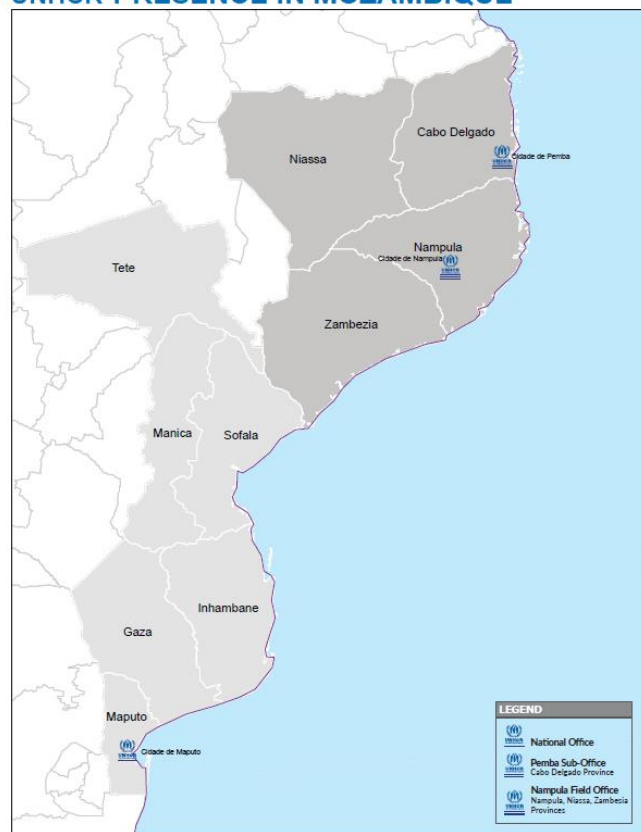 UNHCR PRESENCE IN MOZAMBIQUE
Cabo Delgado
Cidade de Pemba
Niassa
Nampula
Cidade de Nampula
Tete
Zambezia
Manica
Sofala
Inhambane
Gaza
Maputo
Cidade de Maputo
LEGEND
National Office
Pemba Sub-Office
Cabo Delgado Province
Nampula Field Office
Nampula, Niassa, Zambesia
Provinces